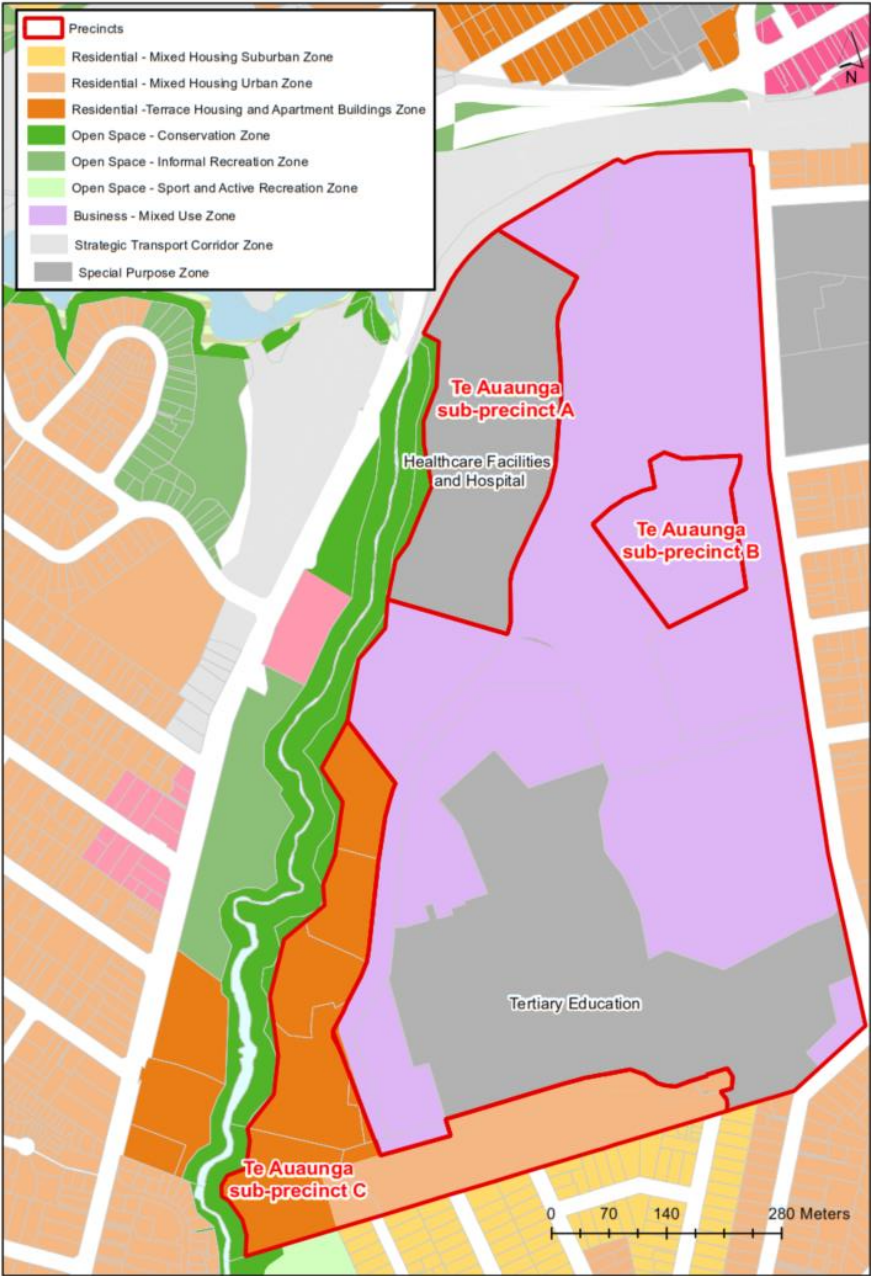 Precincts
Residential - Mixed Housing Suburban Zone
Residential - Mixed Housing Urban Zone
Residential -Terrace Housing and Apartment Buildings Zone
Open Space - Conservation Zone
Open Space - Informal Recreation Zone
Open Space - Sport and Active Recreation Zone
Business - Mixed Use Zone
Strategic Transport Corridor Zone
Special Purpose Zone
N
Te Auaunga
sub-precinct A
Healthcare Facilities
and Hospital
Te Auaunga
sub-precinct B
Tertiary Education
Te Auaunga
sub-precinct C
0 70 140 280 Meters